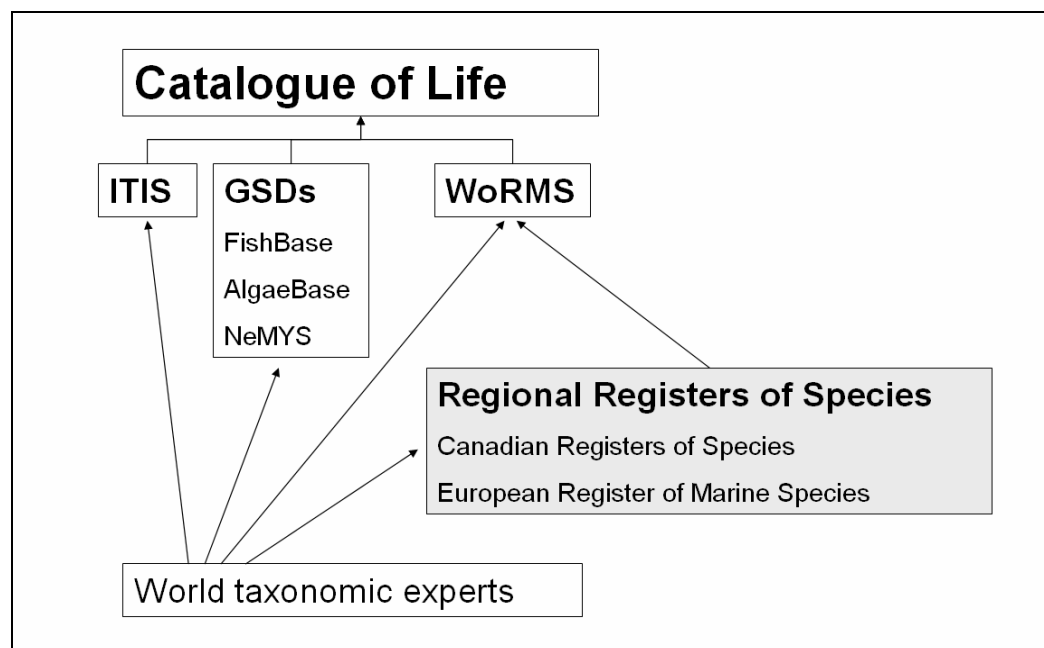 Catalogue of Life
ITIS
GSDs
FishBase
AlgaeBase
NeMYS
WoRMS
Regional Registers of Species
Canadian Registers of Species
European Register of Marine Species
World taxonomic experts